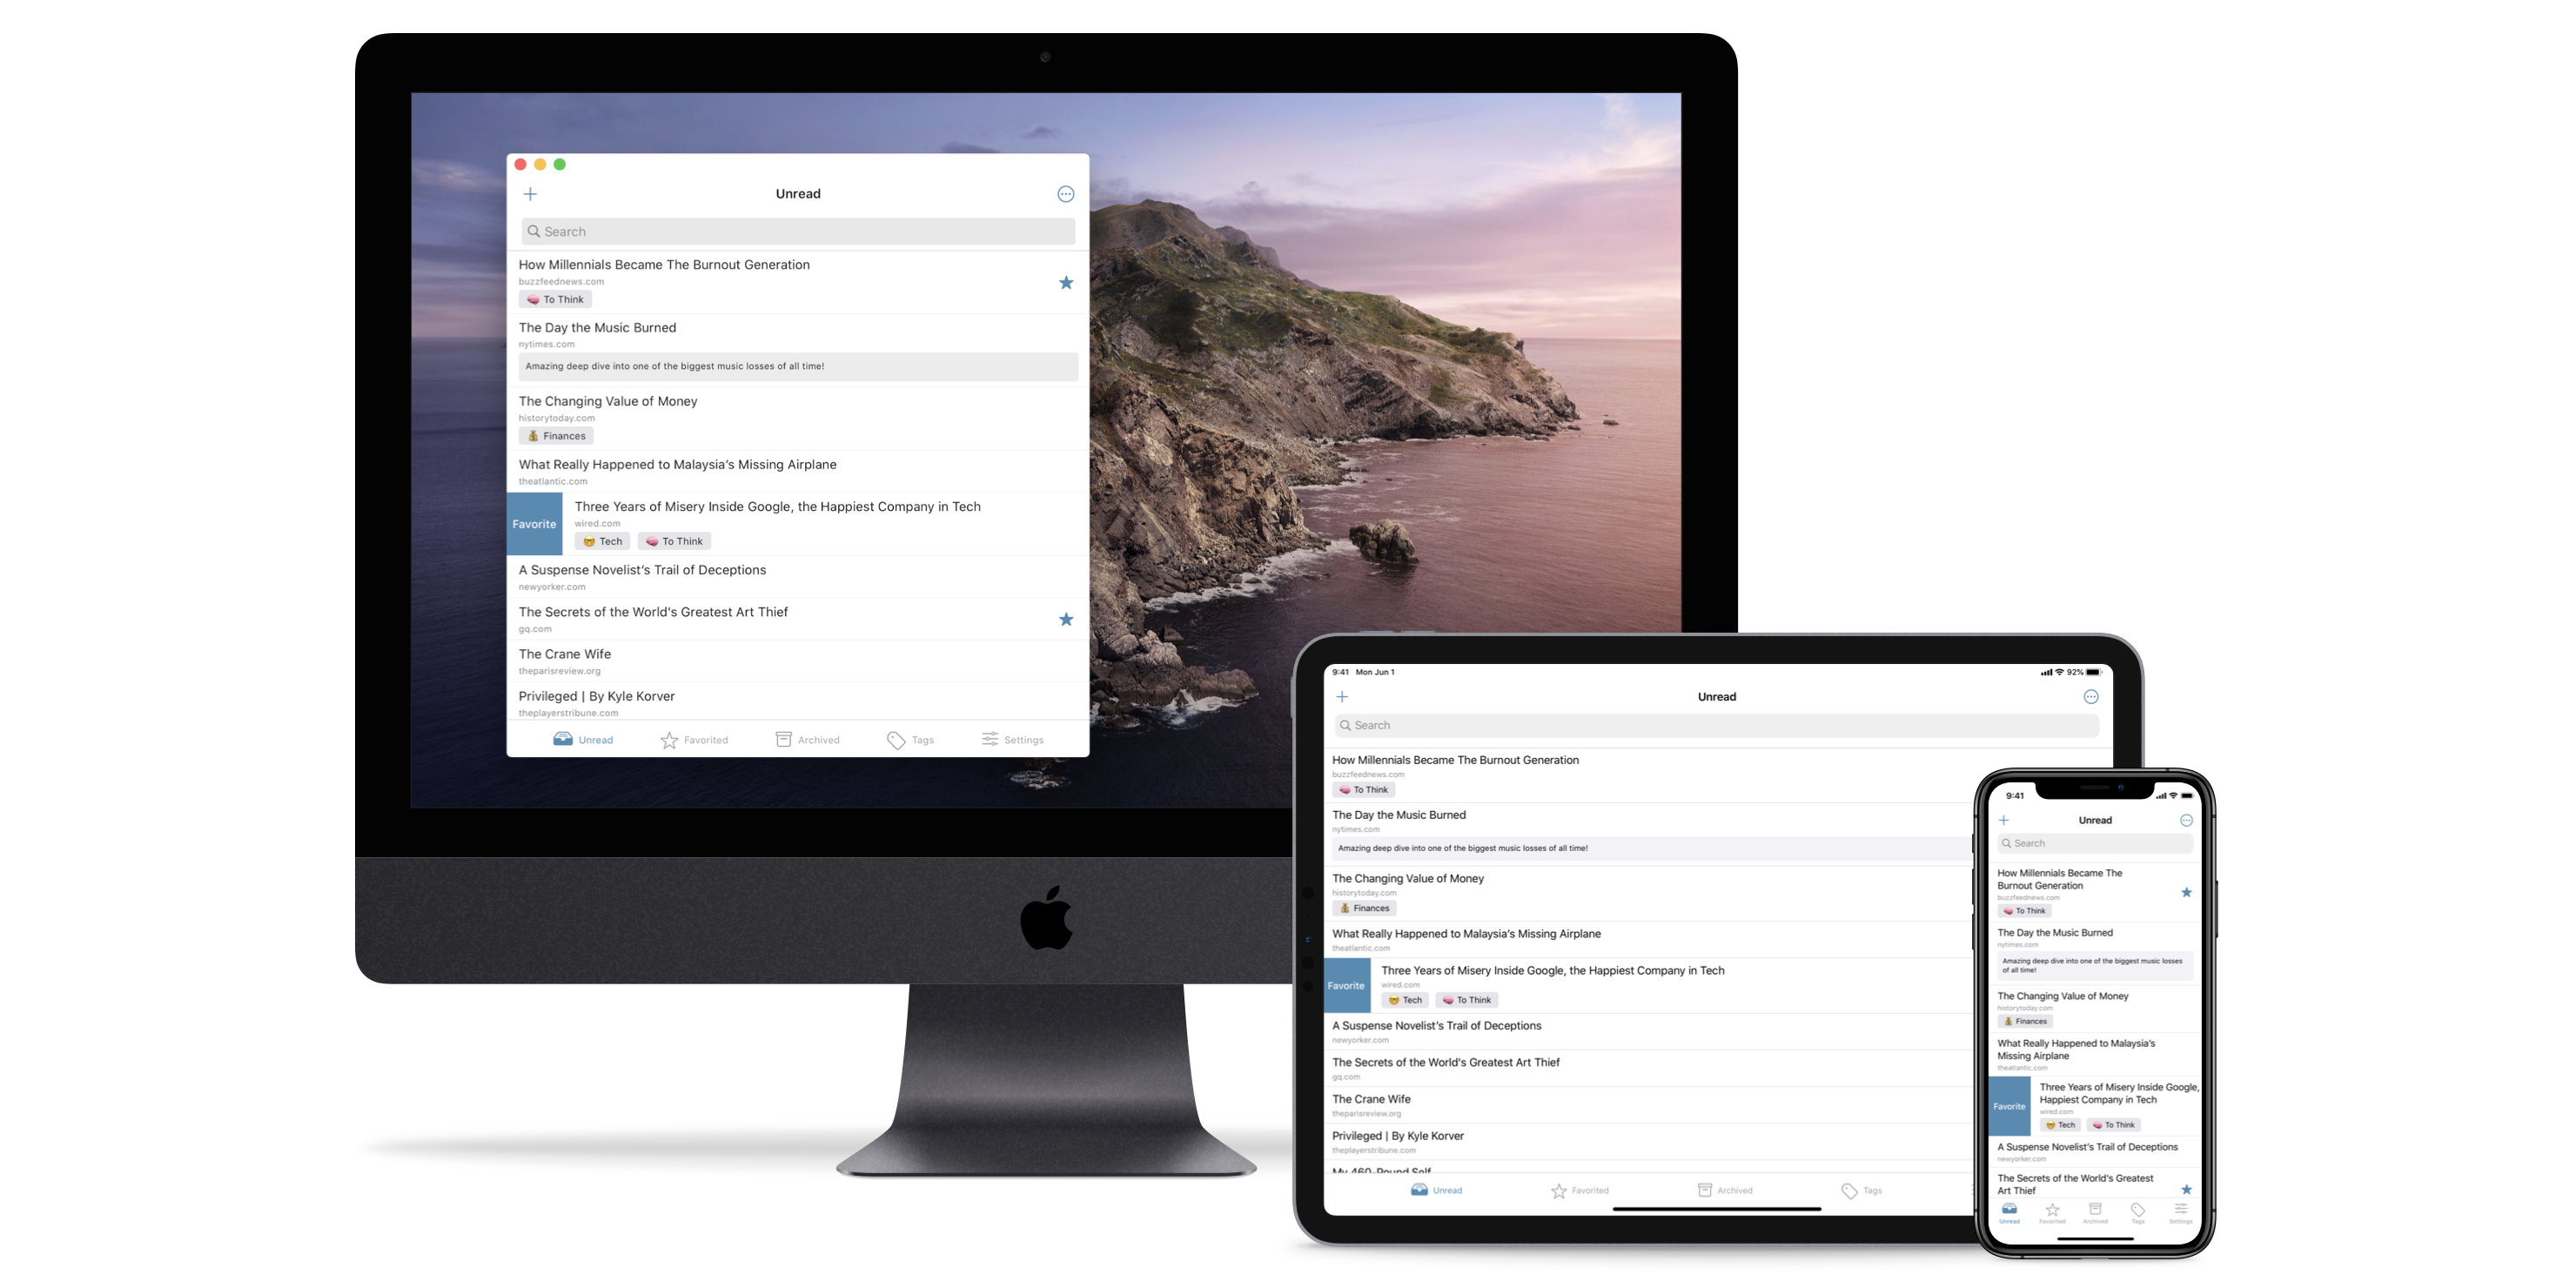 Unread
Search
How Millennials Became The Burnout Generation
buzzfeednews.com
To Think
The Day the Music Burned
nytimes.com
Amazing deep dive into one of the biggest music losses of all time!
The Changing Value of Money
historytoday.com
Finances
What Really Happened to Malaysia’s Missing Airplane
theatlantic.com
Favorite
Three Years of Misery Inside Google, the Happiest Company in Tech
wired.com
Tech To Think
A Suspense Novelist’s Trail of Deceptions
newyorker.com
The Secrets of the World's Greatest Art Thief
gq.com
The Crane Wife
theparisreview.org
Privileged | By Kyle Korver
theplayerstribune.com
Unread Favorited Archived Tags Settings
9:41 Mon Jun 1 92%
Unread
Search
How Millennials Became The Burnout Generation
buzzfeednews.com
To Think
The Day the Music Burned
nytimes.com
Amazing deep dive into one of the biggest music losses of all time!
The Changing Value of Money
historytoday.com
Finances
What Really Happened to Malaysia’s Missing Airplane
theatlantic.com
Favorite
Three Years of Misery Inside Google, the Happiest Company in Tech
wired.com
Tech To Think
A Suspense Novelist’s Trail of Deceptions
newyorker.com
The Secrets of the World's Greatest Art Thief
gq.com
The Crane Wife
theparisreview.org
Privileged | By Kyle Korver
theplayerstribune.com
My 460-Pound Self
Unread Favorited Archived Tags
9:41
Unread
Search
How Millennials Became The
Burnout Generation
buzzfeednews.com
To Think
The Day the Music Burned
nytimes.com
Amazing deep dive into one of the biggest music losses
of all time!
The Changing Value of Money
historytoday.com
Finances
What Really Happened to Malaysia’s
Missing Airplane
theatlantic.com
Favorite
Three Years of Misery Inside Google,
Happiest Company in Tech
wired.com
Tech To Think
A Suspense Novelist’s Trail of Deceptions
newyorker.com
The Secrets of the World's Greatest
Art Thief
Unread Favorited Archived Tags Settings